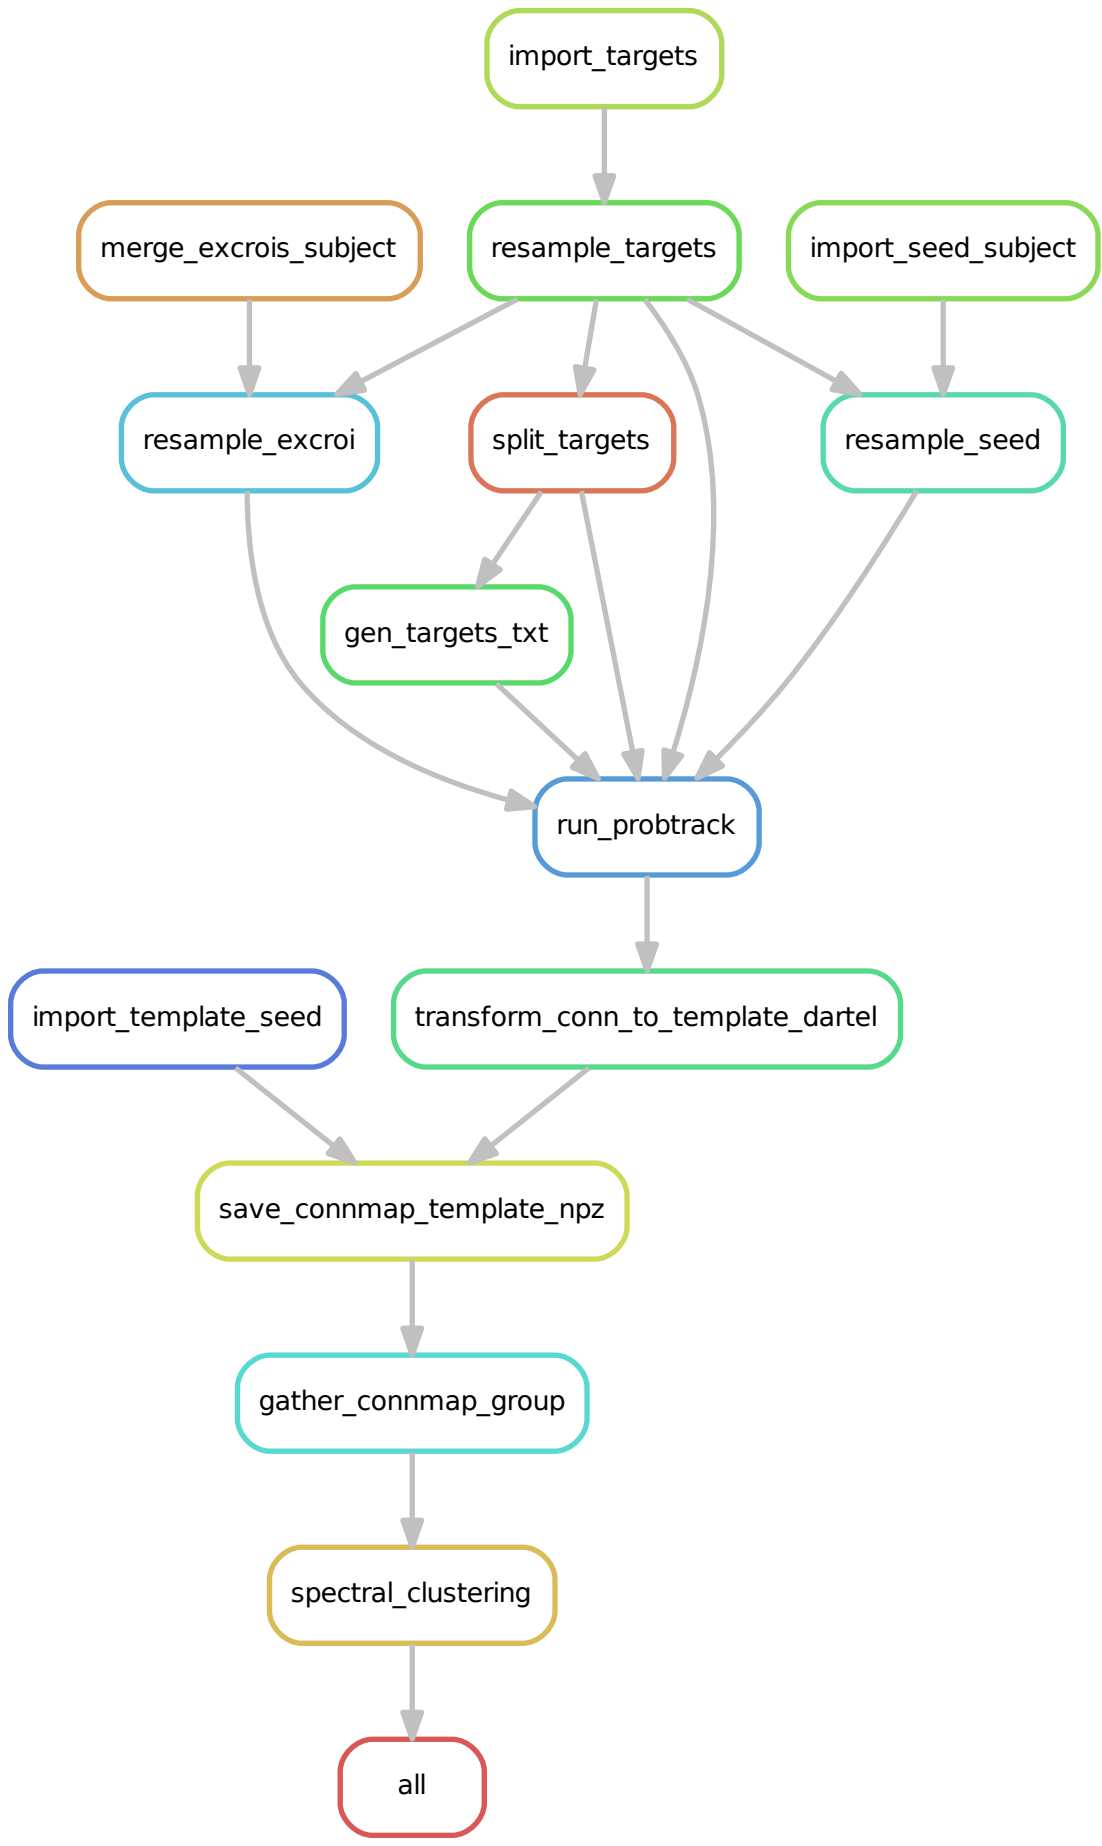 import_targets
merge_excrois_subject
resample_targets
import_seed_subject
resample_excroi
split_targets
resample_seed
gen_targets_txt
run_probtrack
import_template_seed
transform_conn_to_template_dartel
save_connmap_template_npz
gather_connmap_group
spectral_clustering
all